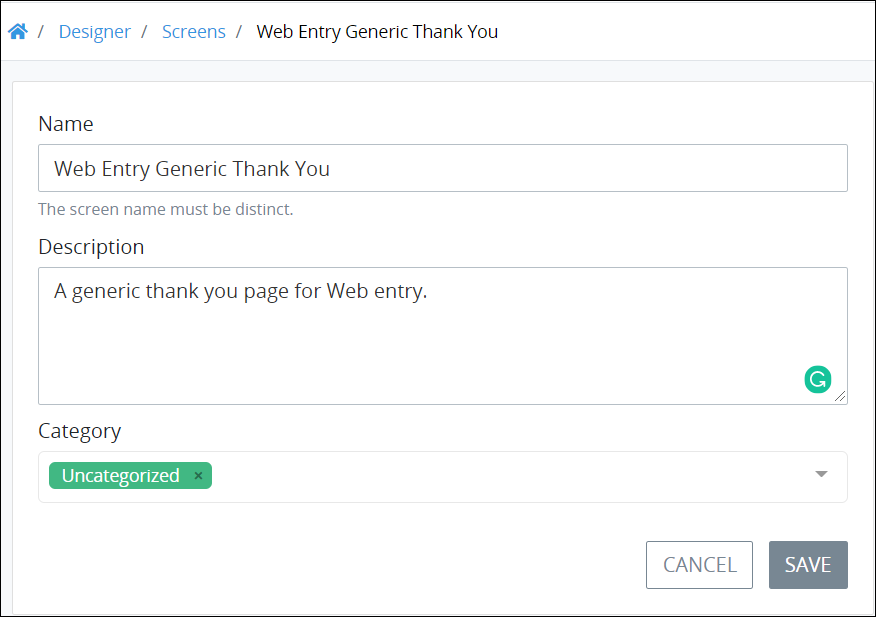 / Designer / Screens / Web Entry Generic Thank You
Name
Web Entry Generic Thank You
The screen name must be distinct.
Description
A generic thank you page for Web entry.
Category
Uncategorized ×
CANCEL SAVE